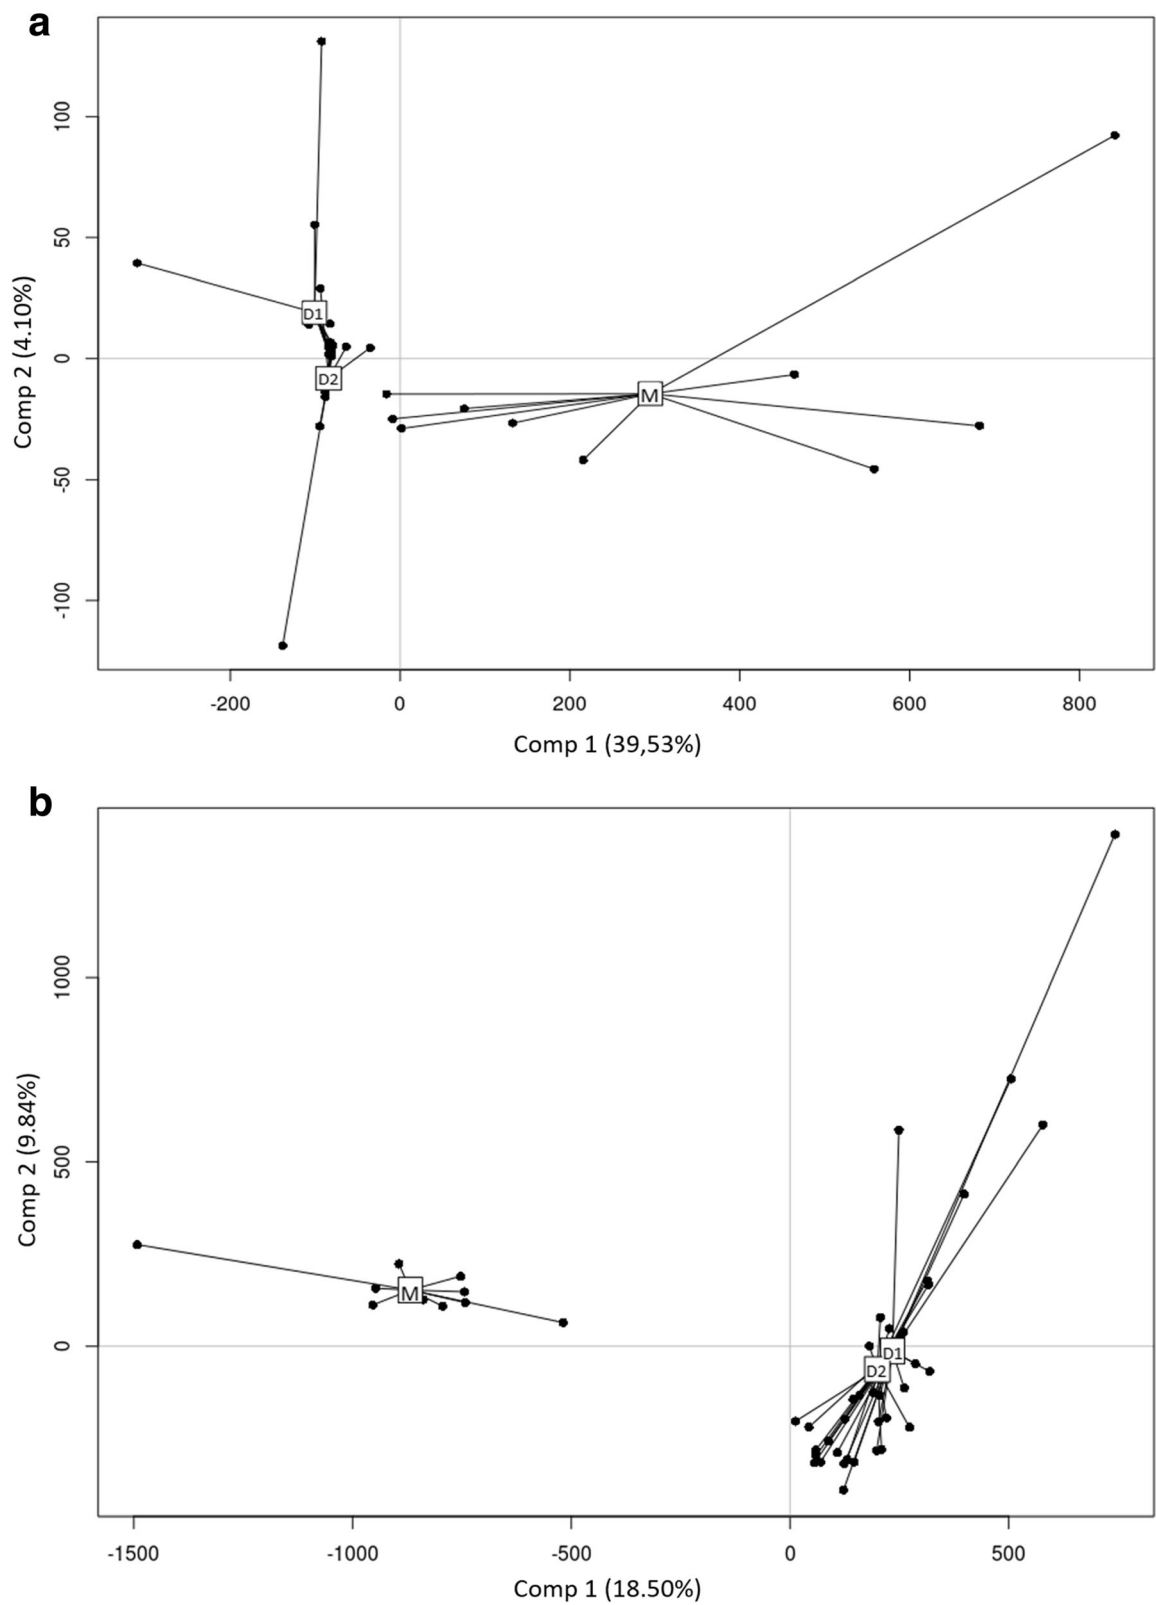 a
100
50
0
-50
-100
Comp 2 (4.10%)
D1
D2
M
-200 0 200 400 600 800
Comp 1 (39,53%)
b
1000
500
0
Comp 2 (9.84%)
M
D1
D2
-1500 -1000 -500 0 500
Comp 1 (18.50%)